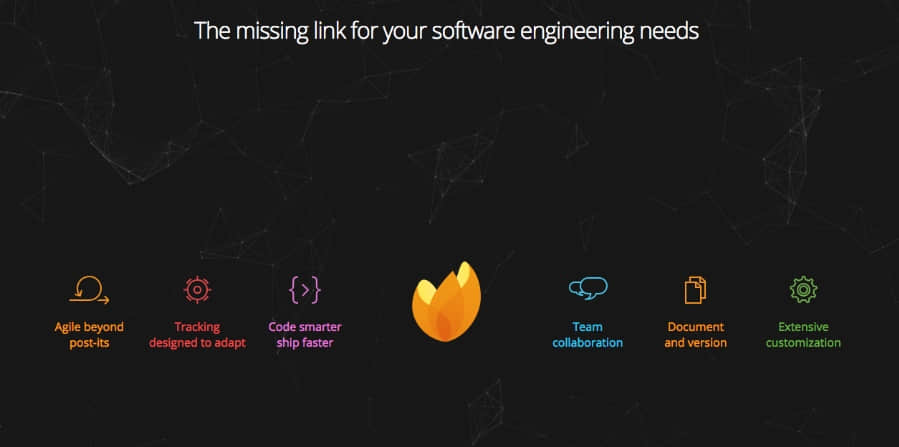 The missing link for your software engineering needs
Agile beyond
post-its
Tracking
designed to adapt
Code smarter
ship faster
Team
collaboration
Document
and version
Extensive
customization